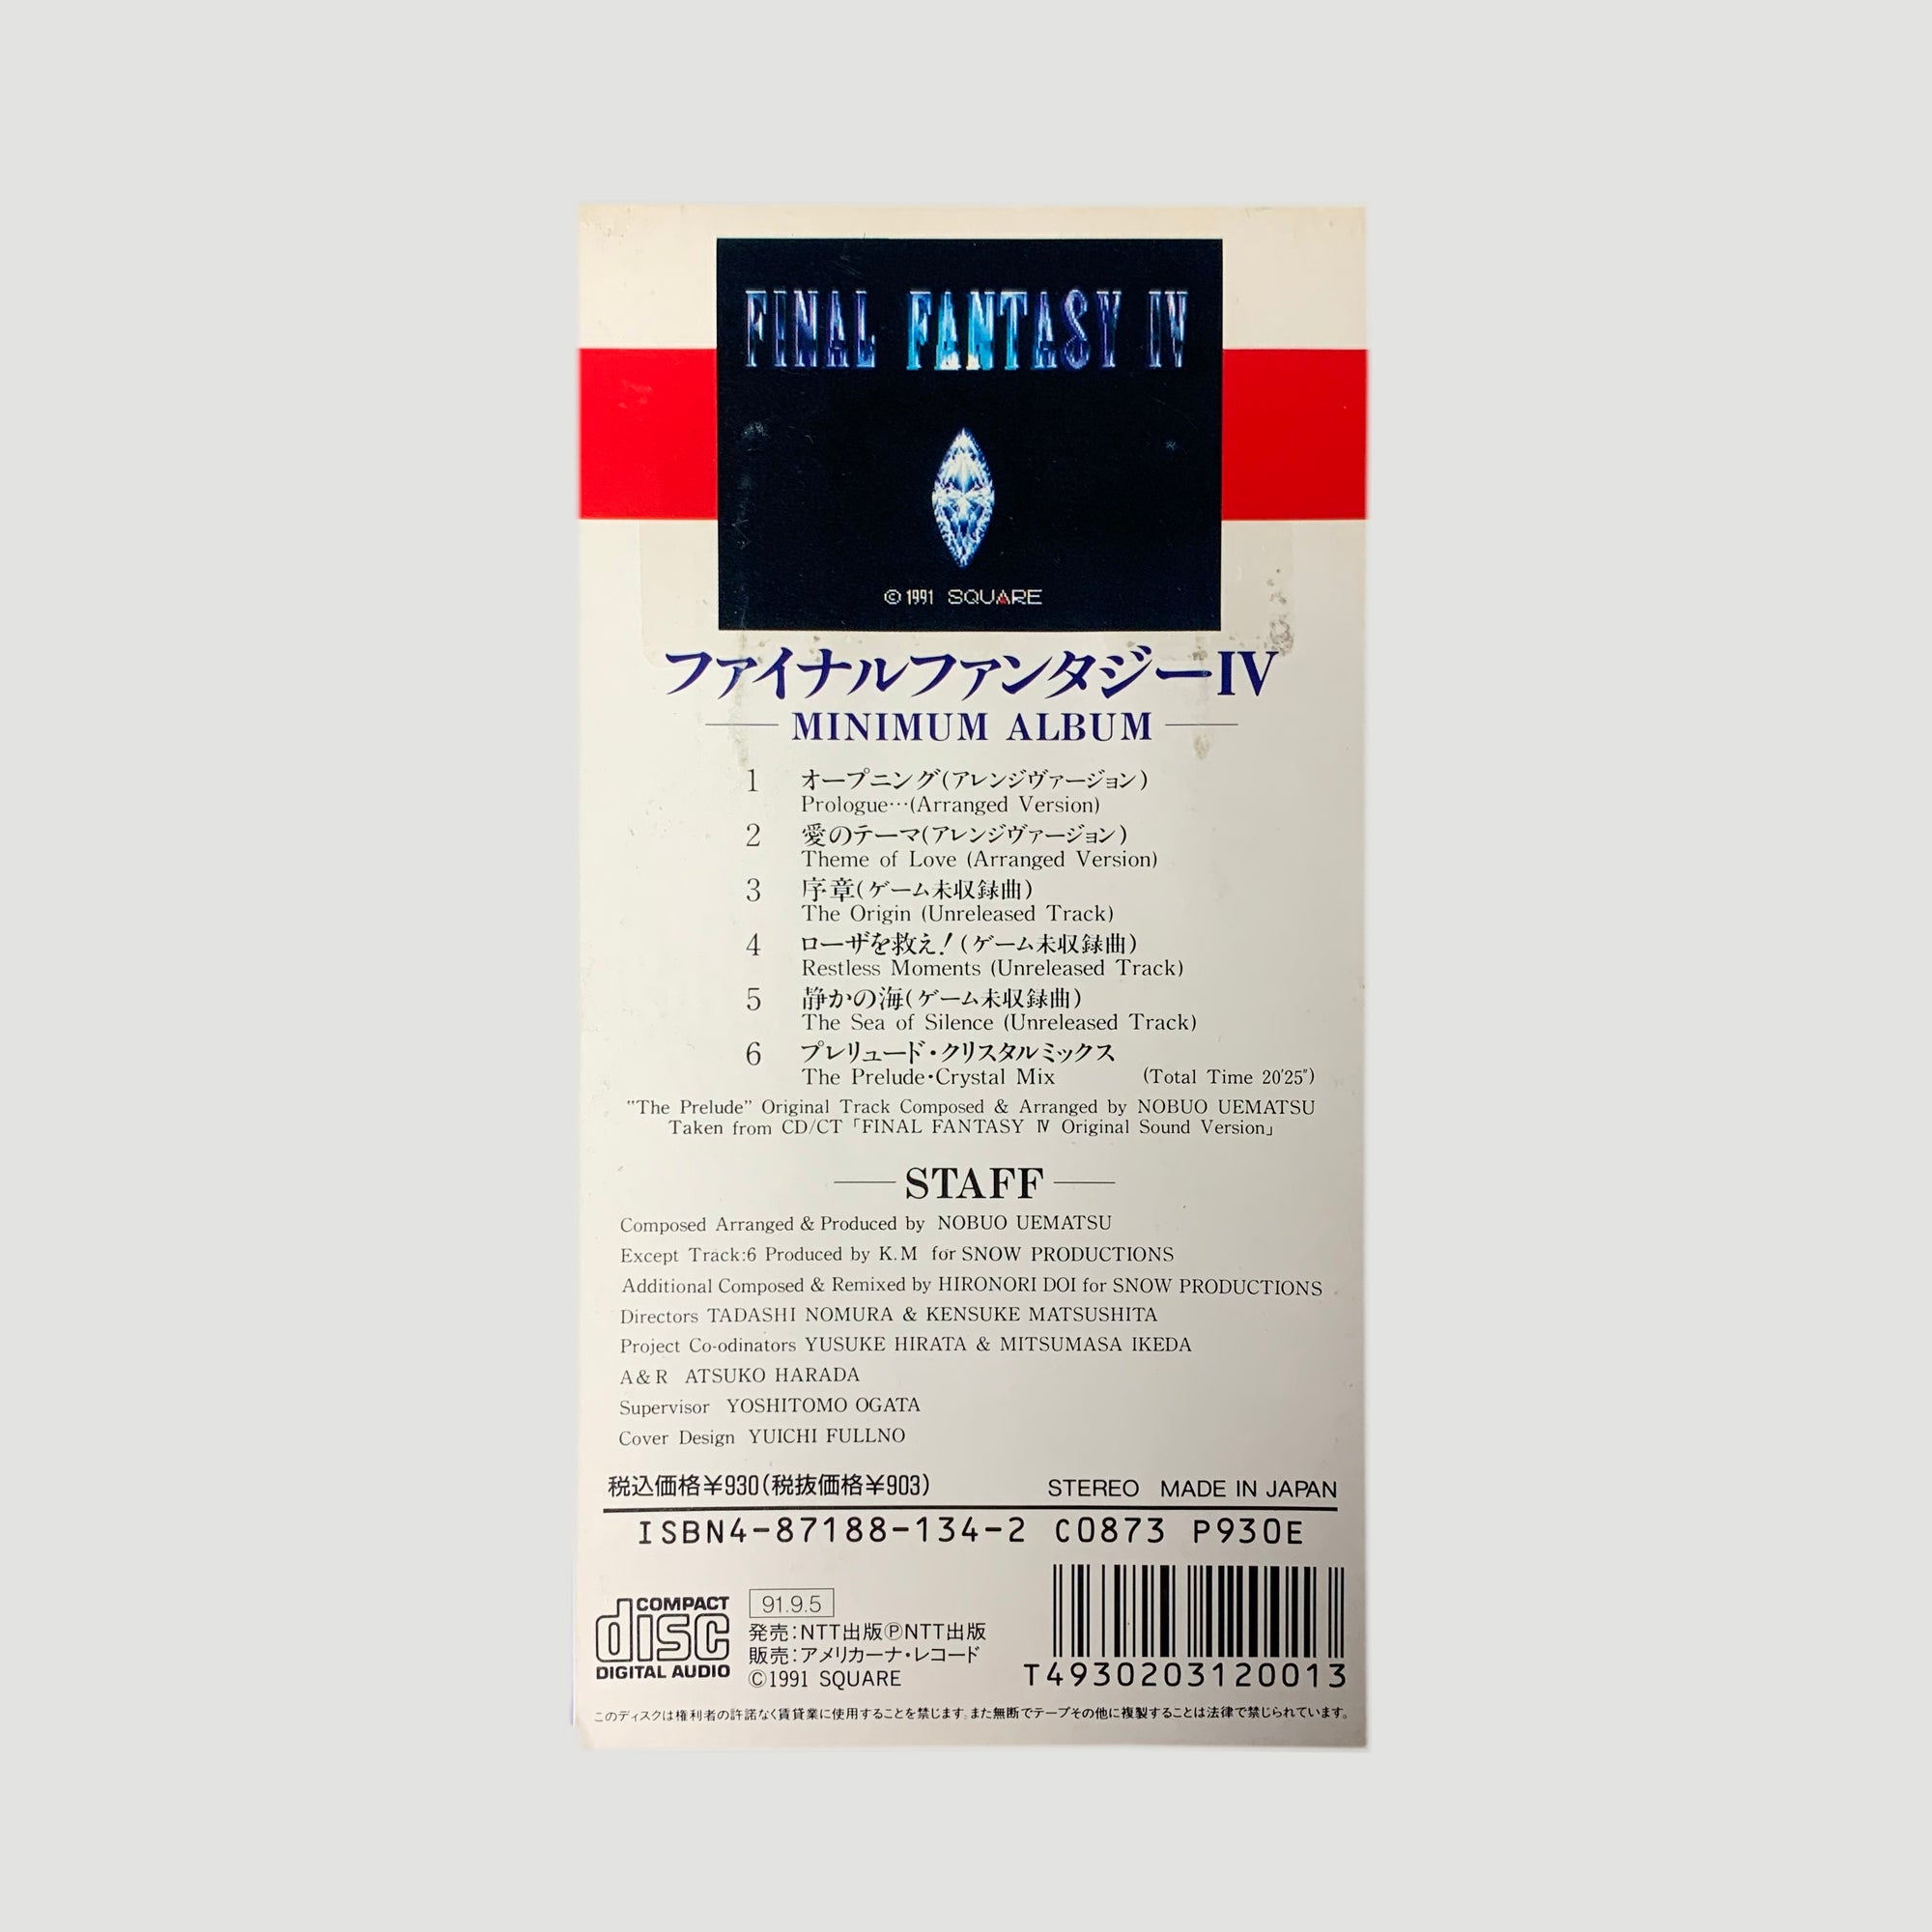 FINAL FANTASY IV
©1991 SQUARE
ファイナルファンタジーIV
MINIMUM ALBUM
1 オープニング(アレンジヴァージョン)
Prologue…(Arranged Version)
2 愛のテーマ(アレンジヴァージョン)
Theme of Love (Arranged Version)
3 序章(ゲーム未収録曲)
The Origin (Unreleased Track)
4 ローザを救え!(ゲーム未収録曲)
Restless Moments (Unreleased Track)
5 静かの海(ゲーム未収録曲)
The Sea of Silence (Unreleased Track)
6 プレリュード・クリスタルミックス
The Prelude・Crystal Mix (Total Time 20'25")
"The Prelude" Original Track Composed & Arranged by NOBUO UEMATSU
Taken from CD/CT「FINAL FANTASY Ⅳ Original Sound Version」
STAFF
Composed Arranged & Produced by NOBUO UEMATSU
Except Track:6 Produced by K.M for SNOW PRODUCTIONS
Additional Composed & Remixed by HIRONORI DOI for SNOW PRODUCTIONS
Directors TADASHI NOMURA & KENSUKE MATSUSHITA
Project Co-odinators YUSUKE HIRATA & MITSUMASA IKEDA
A&R ATSUKO HARADA
Supervisor YOSHITOMO OGATA
Cover Design YUICHI FULLNO
税込価格¥930(税抜価格¥903) STEREO MADE IN JAPAN
ISBN4-87188-134-2 C0873 P930E
COMPACT
disc
DIGITAL AUDIO
91.9.5
発売:NTT出版ⓅNTT出版
販売:アメリカーナ・レコード
©1991 SQUARE
T4930203120013
このディスクは権利者の許諾なく賃貸業に使用することを禁じます。また無断でテープその他に複製することは法律で禁じられています。